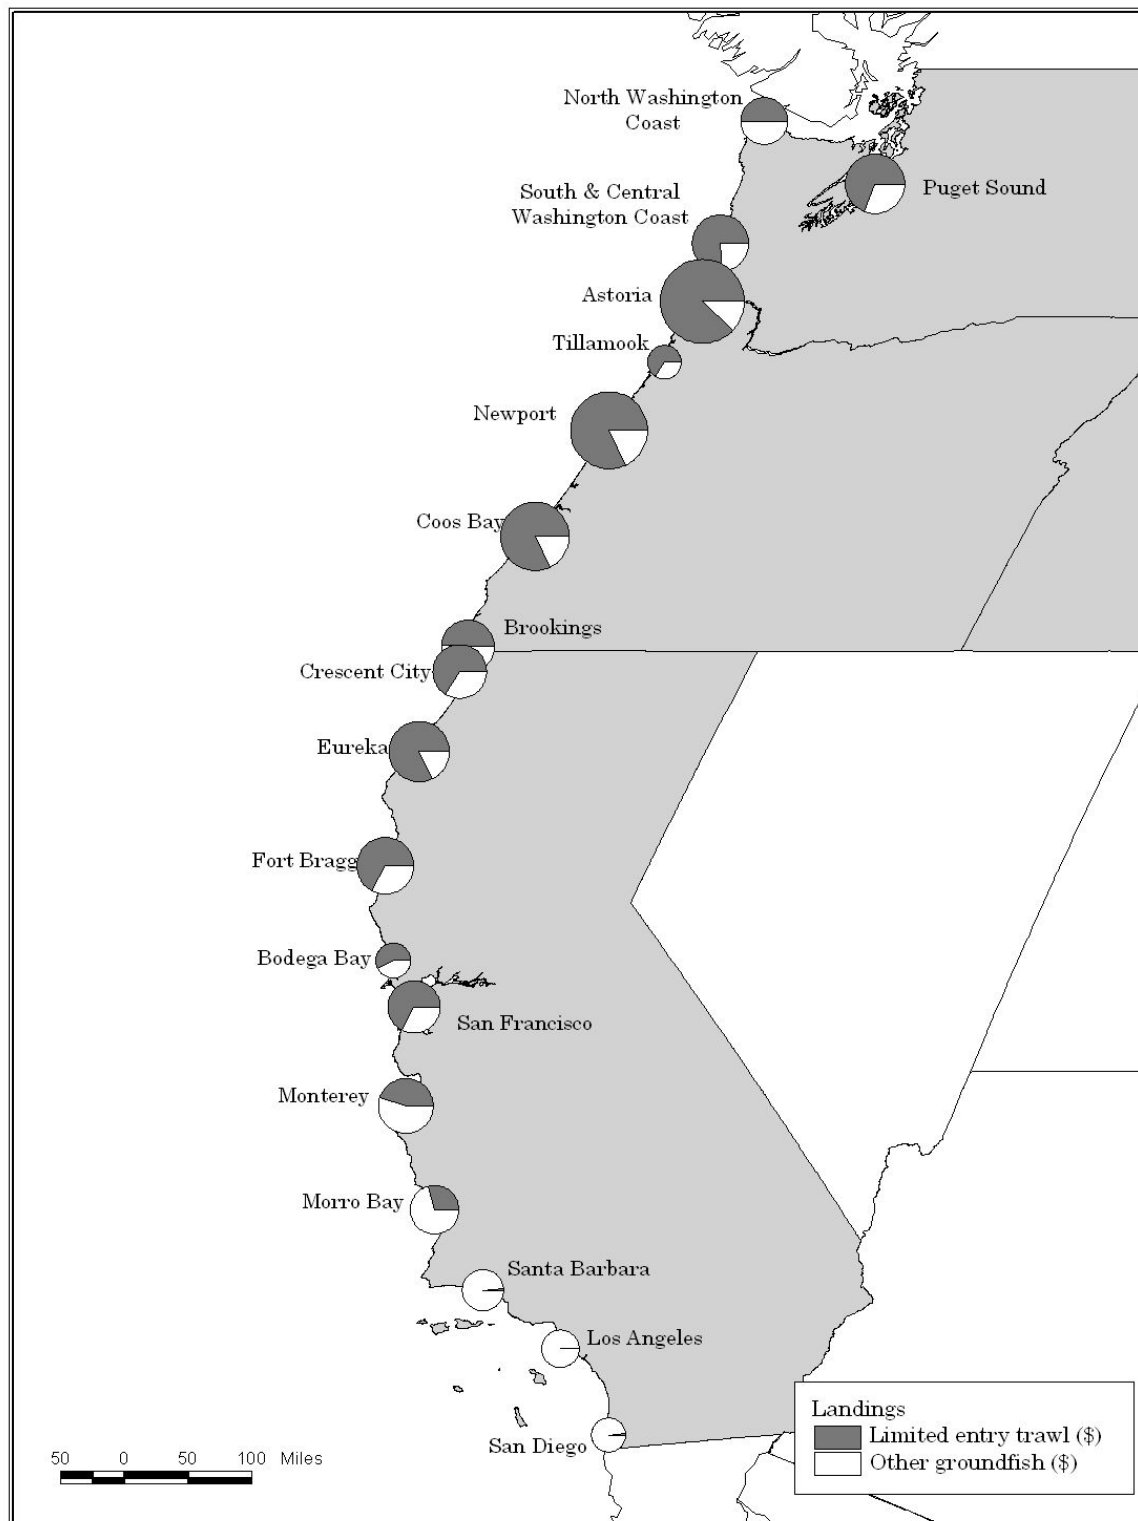 North Washington
Coast
Puget Sound
South & Central
Washington Coast
Astoria
Tillamook
Newport
Coos Bay
Brookings
Crescent City
Eureka
Fort Bragg
Bodega Bay
San Francisco
Monterey
Morro Bay
Santa Barbara
Los Angeles
San Diego
Landings
Limited entry trawl ($)
Other groundfish ($)
50 0 50 100 Miles